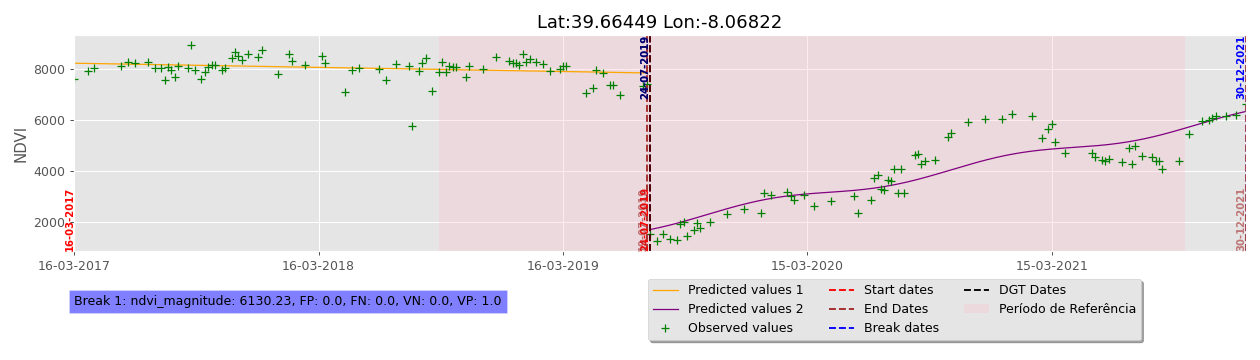 Lat:39.66449 Lon:-8.06822
NDVI
8000
6000
4000
2000
16-03-2017
24-07-2019
24-07-2019
30-12-2021
30-12-2021
16-03-2017
16-03-2018
16-03-2019
15-03-2020
15-03-2021
Break 1: ndvi_magnitude: 6130.23, FP: 0.0, FN: 0.0, VN: 0.0, VP: 1.0
Predicted values 1
Predicted values 2
Observed values
Start dates
End Dates
Break dates
DGT Dates
Período de Referência